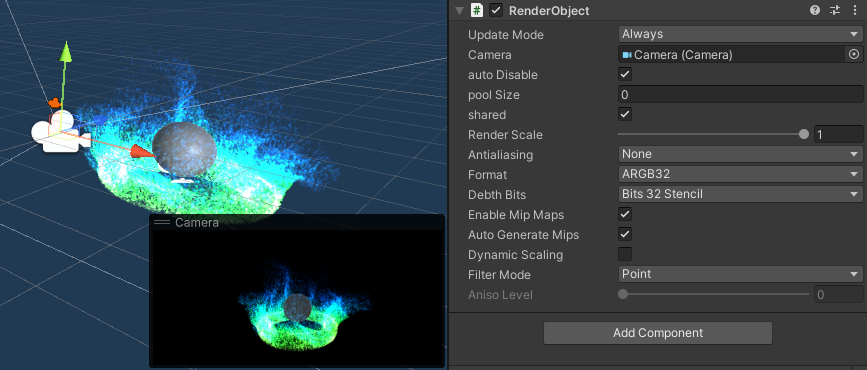 RenderObject
Update Mode Always
Camera Camera (Camera)
auto Disable
pool Size 0
shared
Render Scale 1
Antialiasing None
Format ARGB32
Debth Bits Bits 32 Stencil
Enable Mip Maps
Auto Generate Mips
Dynamic Scaling
Filter Mode Point
Aniso Level 0
Add Component
Camera